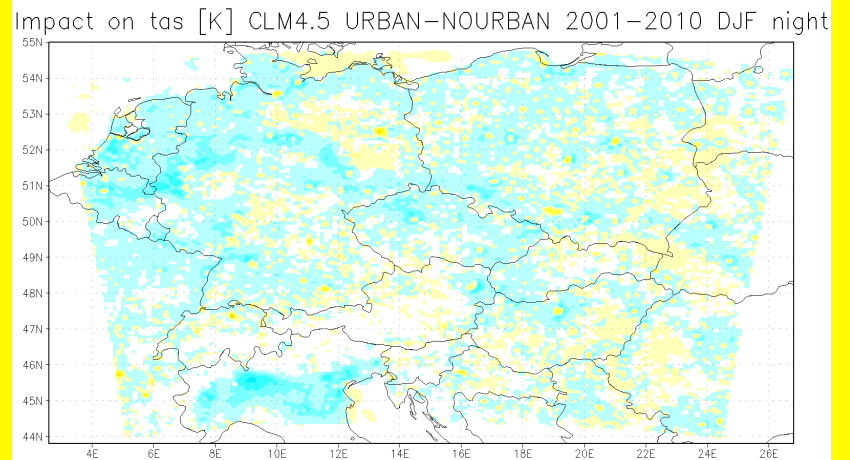 Impact on tas [K] CLM4.5 URBAN−NOURBAN 2001−2010 DJF night
55N
54N
53N
52N
51N
50N
49N
48N
47N
46N
45N
44N
4E 6E 8E 10E 12E 14E 16E 18E 20E 22E 24E 26E